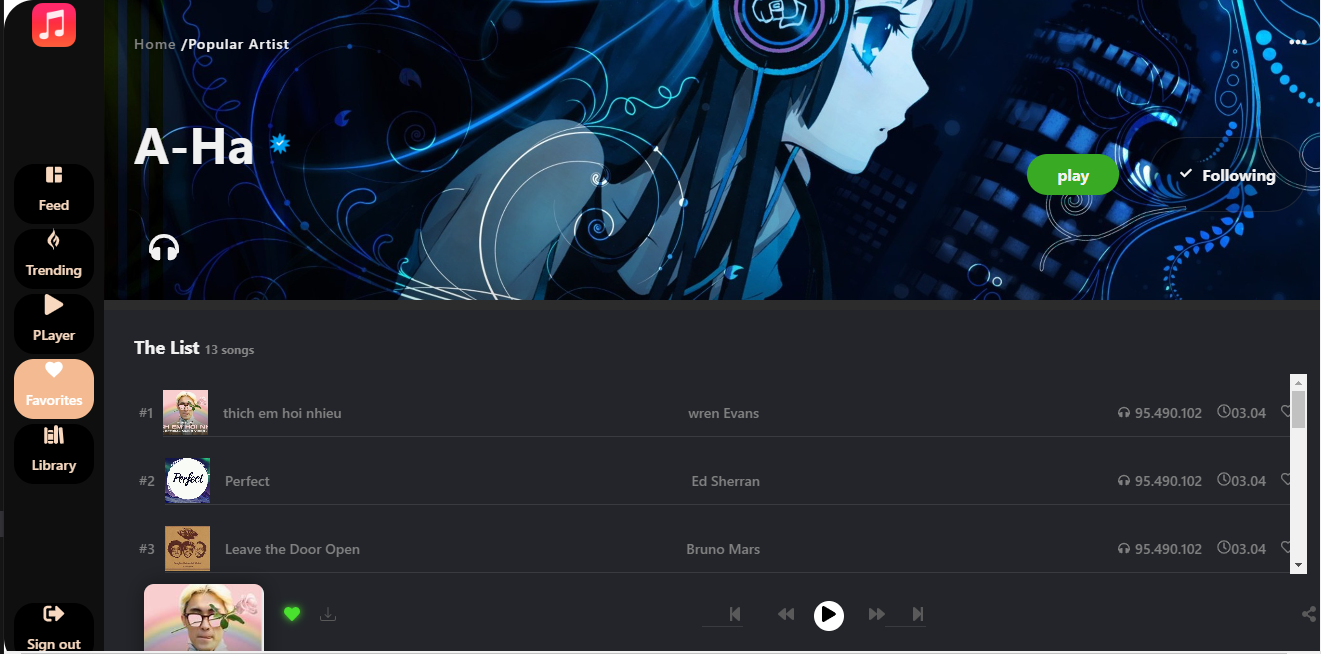 Home /Popular Artist
A-Ha
play
Following
Feed
Trending
PLayer
Favorites
Library
Sign out
The List 13 songs
#1 thich em hoi nhieu wren Evans 95.490.102 03.04
#2 Perfect Perfect Ed Sherran 95.490.102 03.04
#3 Leave the Door Open Bruno Mars 95.490.102 03.04